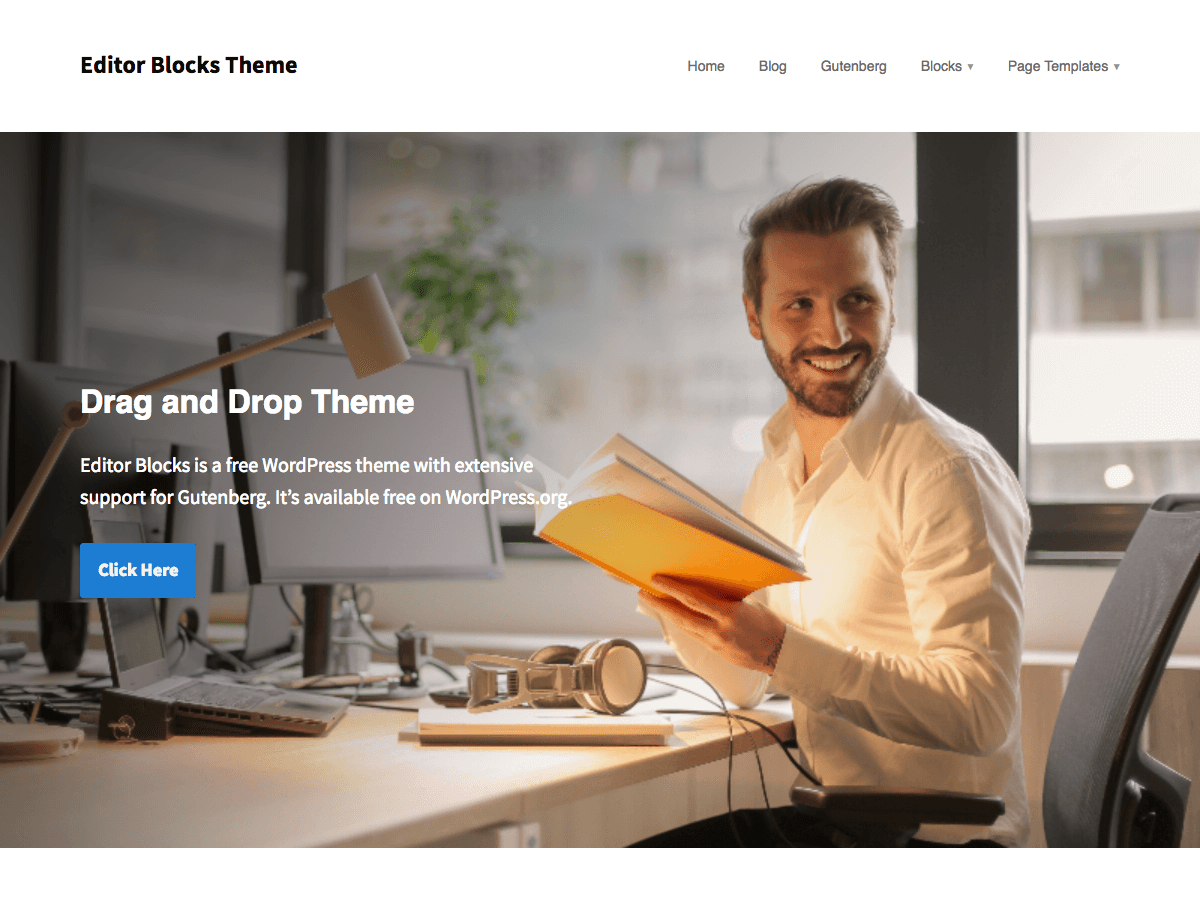 Editor Blocks Theme
Home Blog Gutenberg Blocks ▾ Page Templates ▾
Drag and Drop Theme
Editor Blocks is a free WordPress theme with extensive
support for Gutenberg. It’s available free on WordPress.org.
Click Here